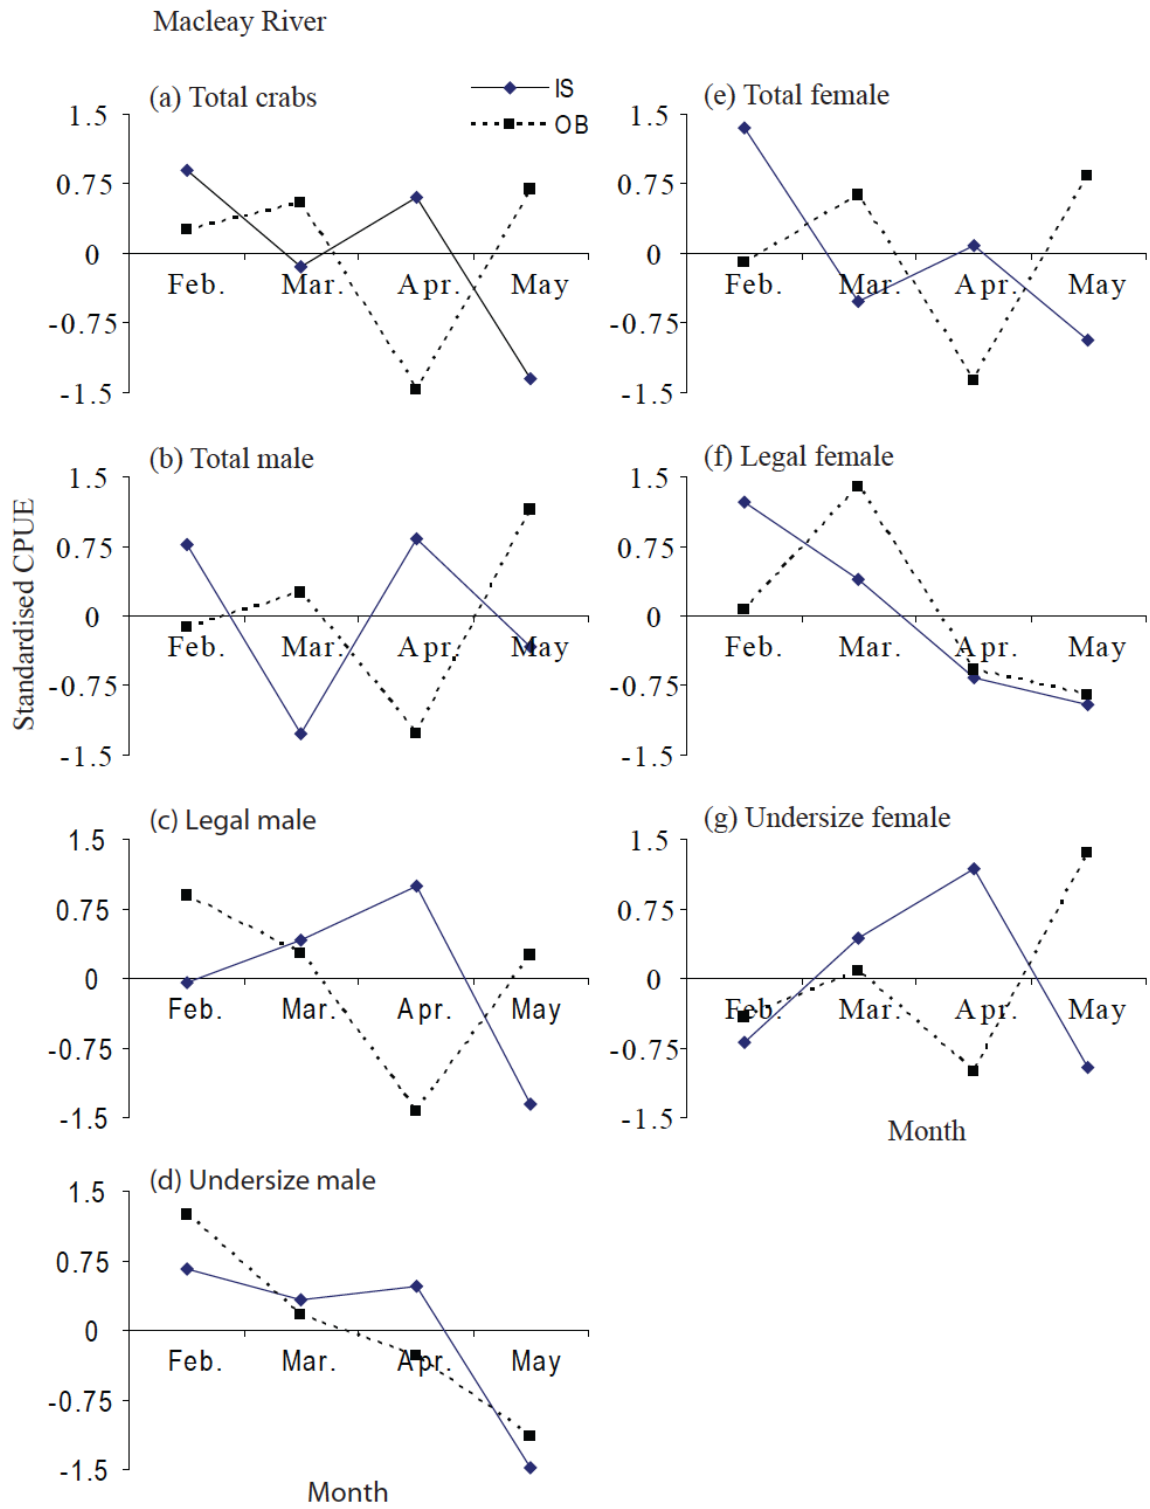 Macleay River
(a) Total crabs
IS
OB
1.5
0.75
0
-0.75
-1.5
Feb.
Mar.
Apr.
May
(e) Total female
1.5
0.75
0
-0.75
-1.5
Feb.
Mar.
Apr.
May
(b) Total male
1.5
0.75
0
-0.75
-1.5
Feb.
Mar.
Apr.
May
(f) Legal female
1.5
0.75
0
-0.75
-1.5
Feb.
Mar.
Apr.
May
Standardised CPUE
(c) Legal male
1.5
0.75
0
-0.75
-1.5
Feb.
Mar.
Apr.
May
(g) Undersize female
1.5
0.75
0
-0.75
-1.5
Feb.
Mar.
Apr.
May
Month
(d) Undersize male
1.5
0.75
0
-0.75
-1.5
Feb.
Mar.
Apr.
May
Month